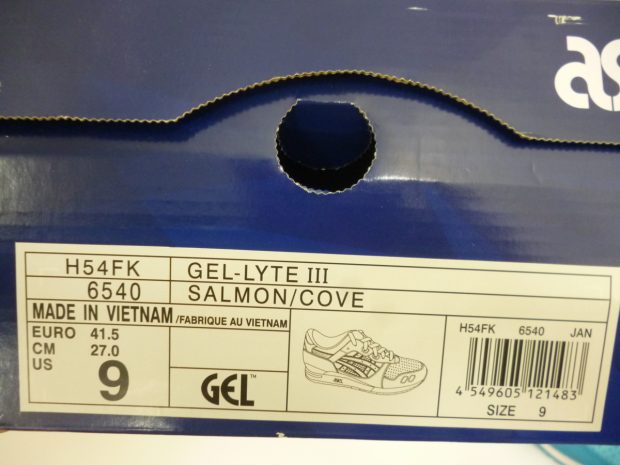 as
H54FK GEL-LYTE III
6540 SALMON/COVE
MADE IN VIETNAM/FABRIQUE AU VIETNAM
EURO 41.5
CM 27.0
US 9
GEL™
H54FK 6540 JAN
4 549605 121483
SIZE 9